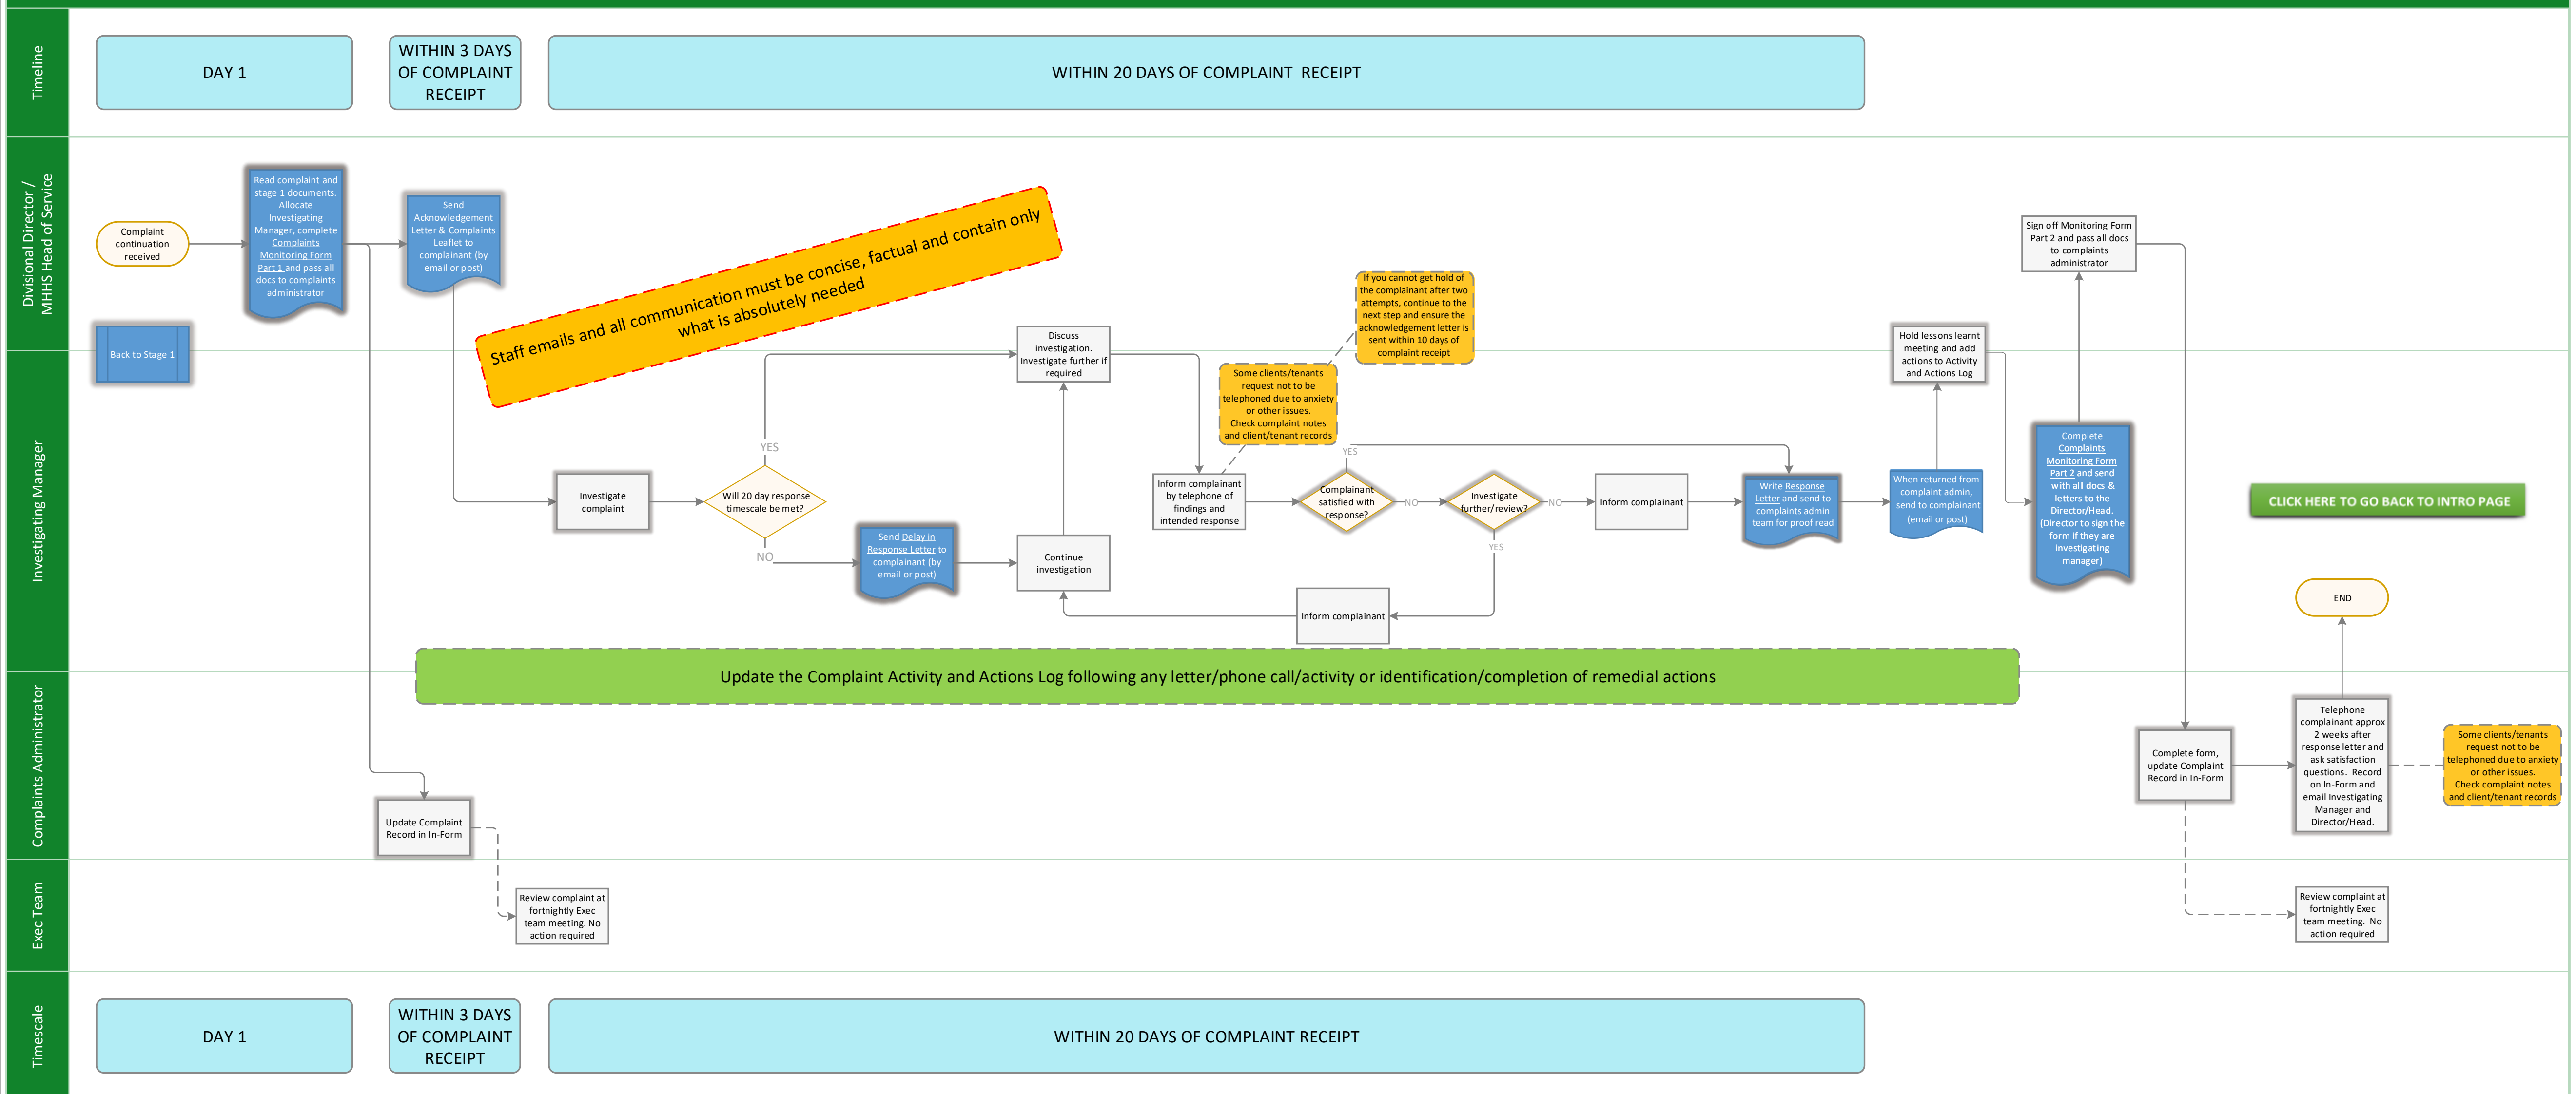 Timeline
DAY 1
WITHIN 3 DAYS
OF COMPLAINT
RECEIPT
WITHIN 20 DAYS OF COMPLAINT  RECEIPT
Divisional Director /
MHHS Head of Service
Complaint
continuation
received
Read complaint and
stage 1 documents.
Allocate
Investigating
Manager, complete
Complaints
Monitoring Form
Part 1 and pass all
docs to complaints
administrator
Send
Acknowledgement
Letter & Complaints
Leaflet to
complainant (by
email or post)
Back to Stage 1
Staff emails and all communication must be concise, factual and contain only
what is absolutely needed
Discuss
investigation.
Investigate further if
required
If you cannot get hold of
the complainant after two
attempts, continue to the
next step and ensure the
acknowledgement letter is
sent within 10 days of
complaint receipt
Some clients/tenants
request not to be
telephoned due to anxiety
or other issues.
Check complaint notes
and client/tenant records
Sign off Monitoring Form
Part 2 and pass all docs
to complaints
administrator
Hold lessons learnt
meeting and add
actions to Activity
and Actions Log
Investigating Manager
Investigate
complaint
Will 20 day response
timescale be met?
YES
NO
Send Delay in
Response Letter to
complainant (by
email or post)
Continue
investigation
Inform complainant
by telephone of
findings and
intended response
Complainant
satisfied with
response?
YES
NO
Investigate
further/review?
NO
YES
Inform complainant
Inform complainant
Write Response
Letter and send to
complaints admin
team for proof read
When returned from
complaint admin,
send to complainant
(email or post)
Complete
Complaints
Monitoring Form
Part 2 and send
with all docs &
letters to the
Director/Head.
(Director to sign the
form if they are
investigating
manager)
CLICK HERE TO GO BACK TO INTRO PAGE
END
Update the Complaint Activity and Actions Log following any letter/phone call/activity or identification/completion of remedial actions
Complaints Administrator
Update Complaint
Record in In-Form
Complete form,
update Complaint
Record in In-Form
Telephone
complainant approx
2 weeks after
response letter and
ask satisfaction
questions.  Record
on In-Form and
email Investigating
Manager and
Director/Head.
Some clients/tenants
request not to be
telephoned due to anxiety
or other issues.
Check complaint notes
and client/tenant records
Exec Team
Review complaint at
fortnightly Exec
team meeting. No
action required
Review complaint at
fortnightly Exec
team meeting.  No
action required
Timescale
DAY 1
WITHIN 3 DAYS
OF COMPLAINT
RECEIPT
WITHIN 20 DAYS OF COMPLAINT RECEIPT